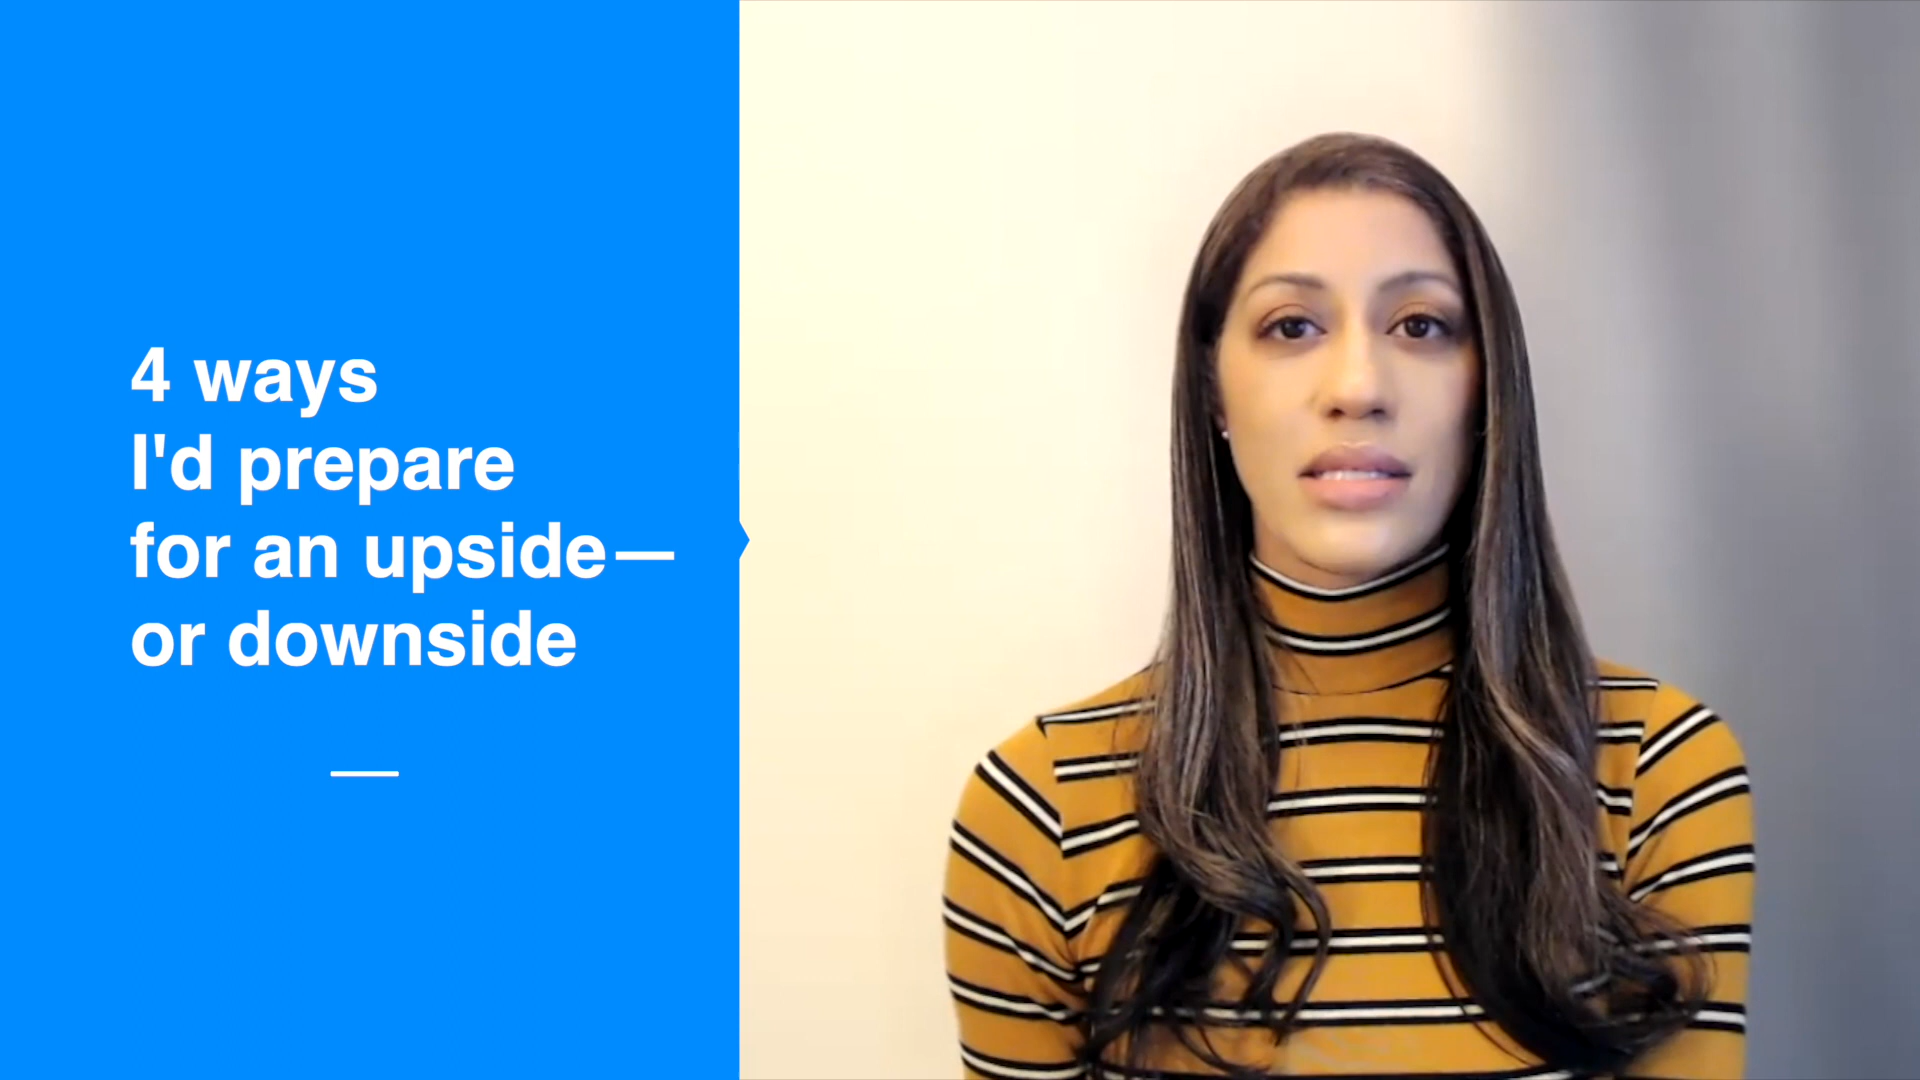 4 ways
I'd prepare
for an upside—
or downside